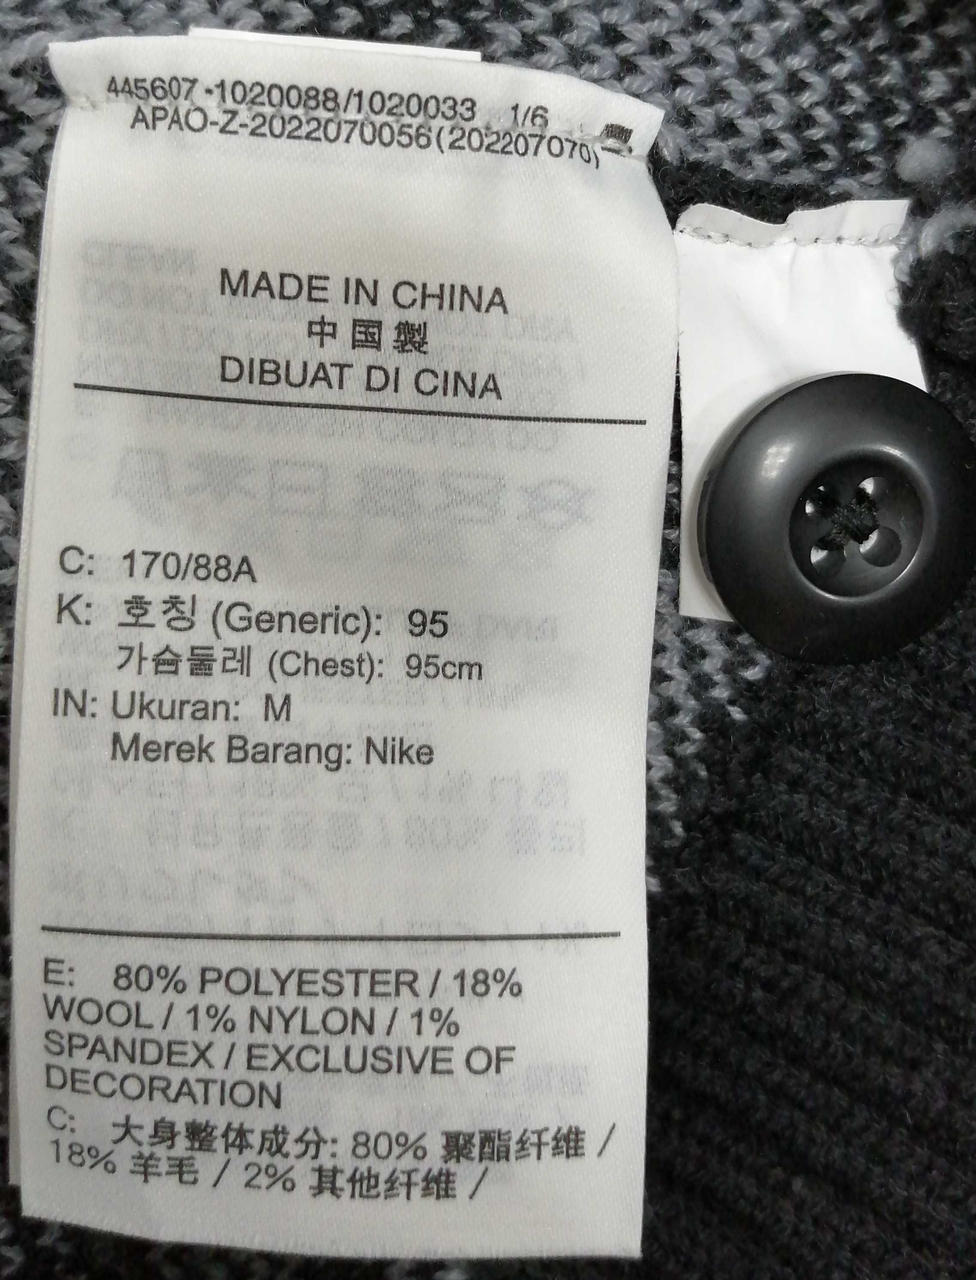 445607-1020088/1020033 1/6
APAO-Z-2022070056(202207070)
MADE IN CHINA
中国製
DIBUAT DI CINA
C: 170/88A
K: 호칭 (Generic): 95
가슴둘레 (Chest): 95cm
IN: Ukuran: M
Merek Barang: Nike
E: 80% POLYESTER / 18%
WOOL / 1% NYLON / 1%
SPANDEX / EXCLUSIVE OF
DECORATION
C: 大身整体成分: 80% 聚酯纤维 /
18% 羊毛 / 2% 其他纤维 /